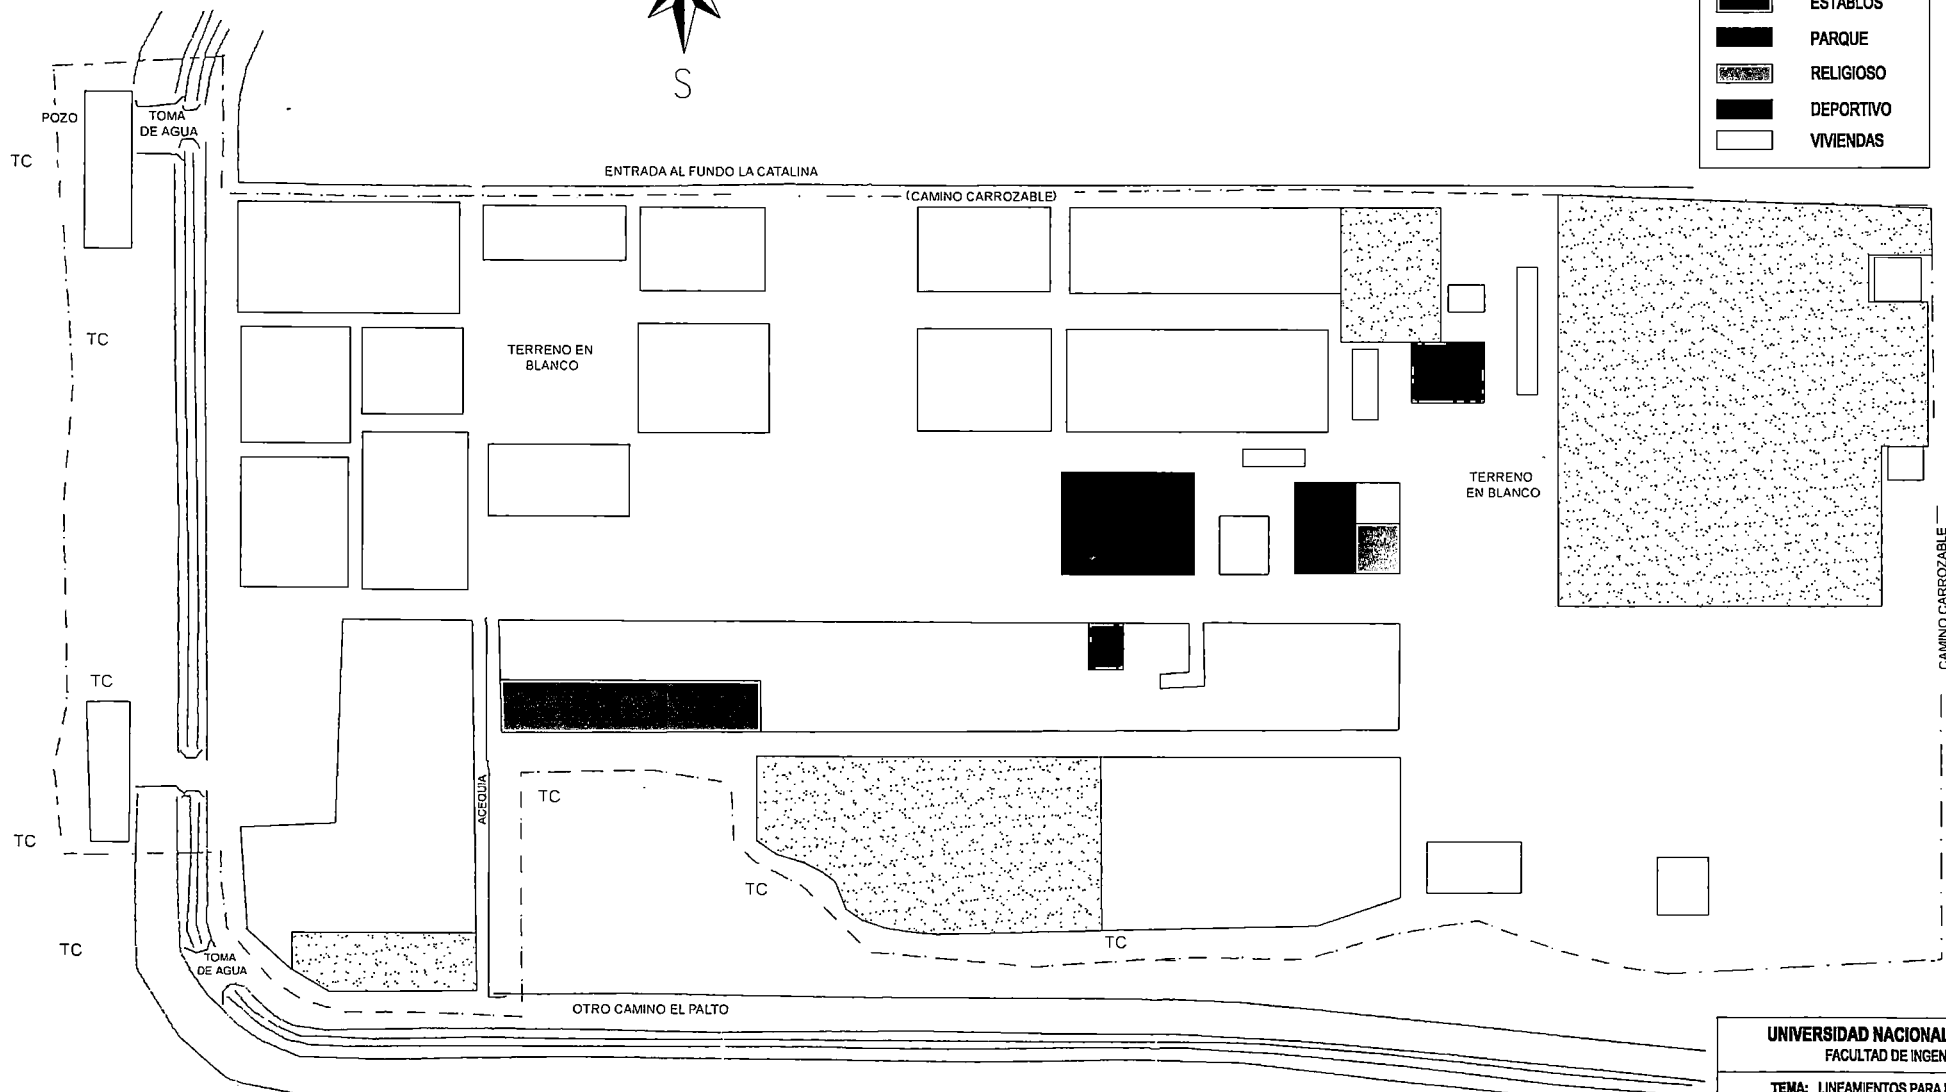 ESTABLOS
PARQUE
RELIGIOSO
DEPORTIVO
VIVIENDAS
S
POZO
TOMA
DE AGUA
TC
ENTRADA AL FUNDO LA CATALINA
(CAMINO CARROZABLE)
TC
TERRENO EN
BLANCO
TERRENO
EN BLANCO
CAMINO CARROZABLE
TC
ACEQUIA
TC
TC
TC
TC
TC
TOMA
DE AGUA
OTRO CAMINO EL PALTO
UNIVERSIDAD NACIONAL
FACULTAD DE INGEN
TEMA: LINEAMIENTOS PARA